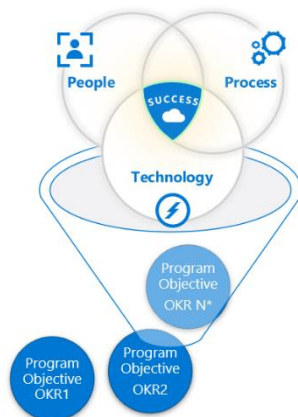 People
Process
SUCCESS
Technology
Program
Objective
OKR N*
Program
Objective
OKR2
Program
Objective
OKR1